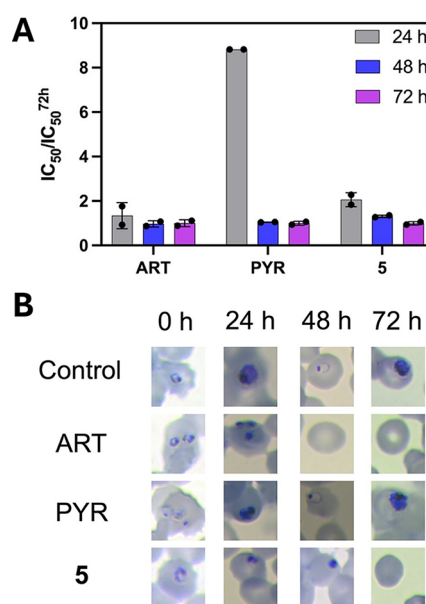 A
IC50/IC50 72h
10
8
6
4
2
0
24 h
48 h
72 h
ART PYR 5
B
0 h 24 h 48 h 72 h
Control
ART
PYR
5